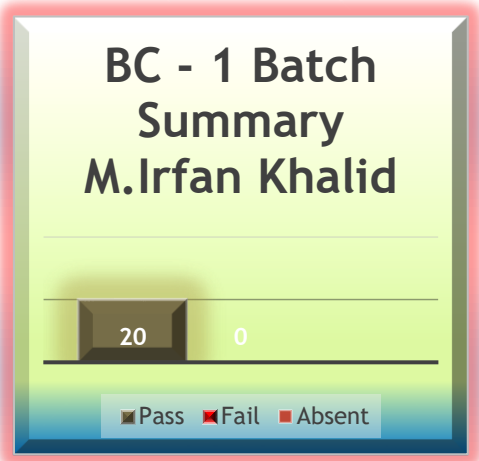 BC - 1 Batch
Summary
M.Irfan Khalid
20 0
Pass Fail Absent